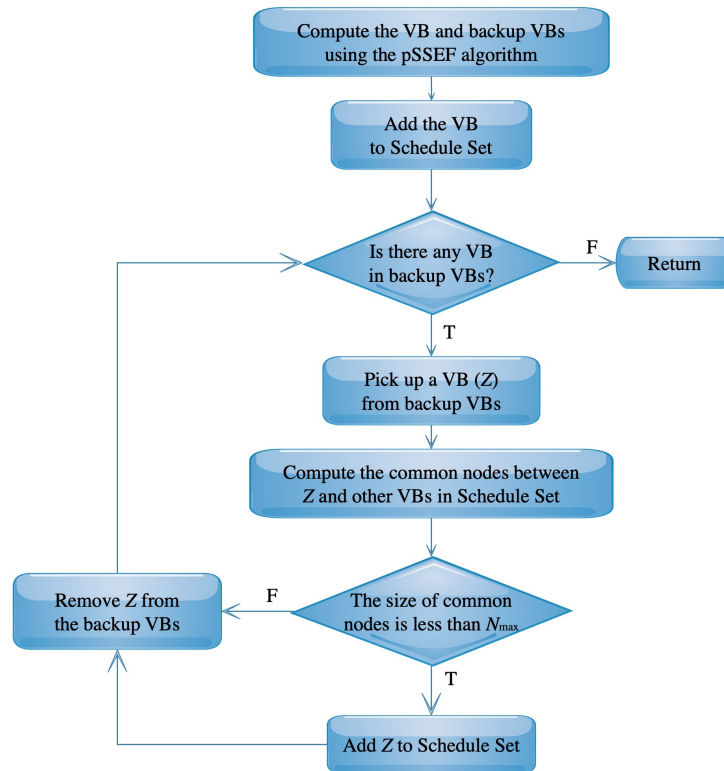 Compute the VB and backup VBs
using the pSSEF algorithm
Add the VB
to Schedule Set
Is there any VB
in backup VBs?
F
Return
T
Pick up a VB (Z)
from backup VBs
Compute the common nodes between
Z and other VBs in Schedule Set
The size of common
nodes is less than Nmax
F
Remove Z from
the backup VBs
T
Add Z to Schedule Set